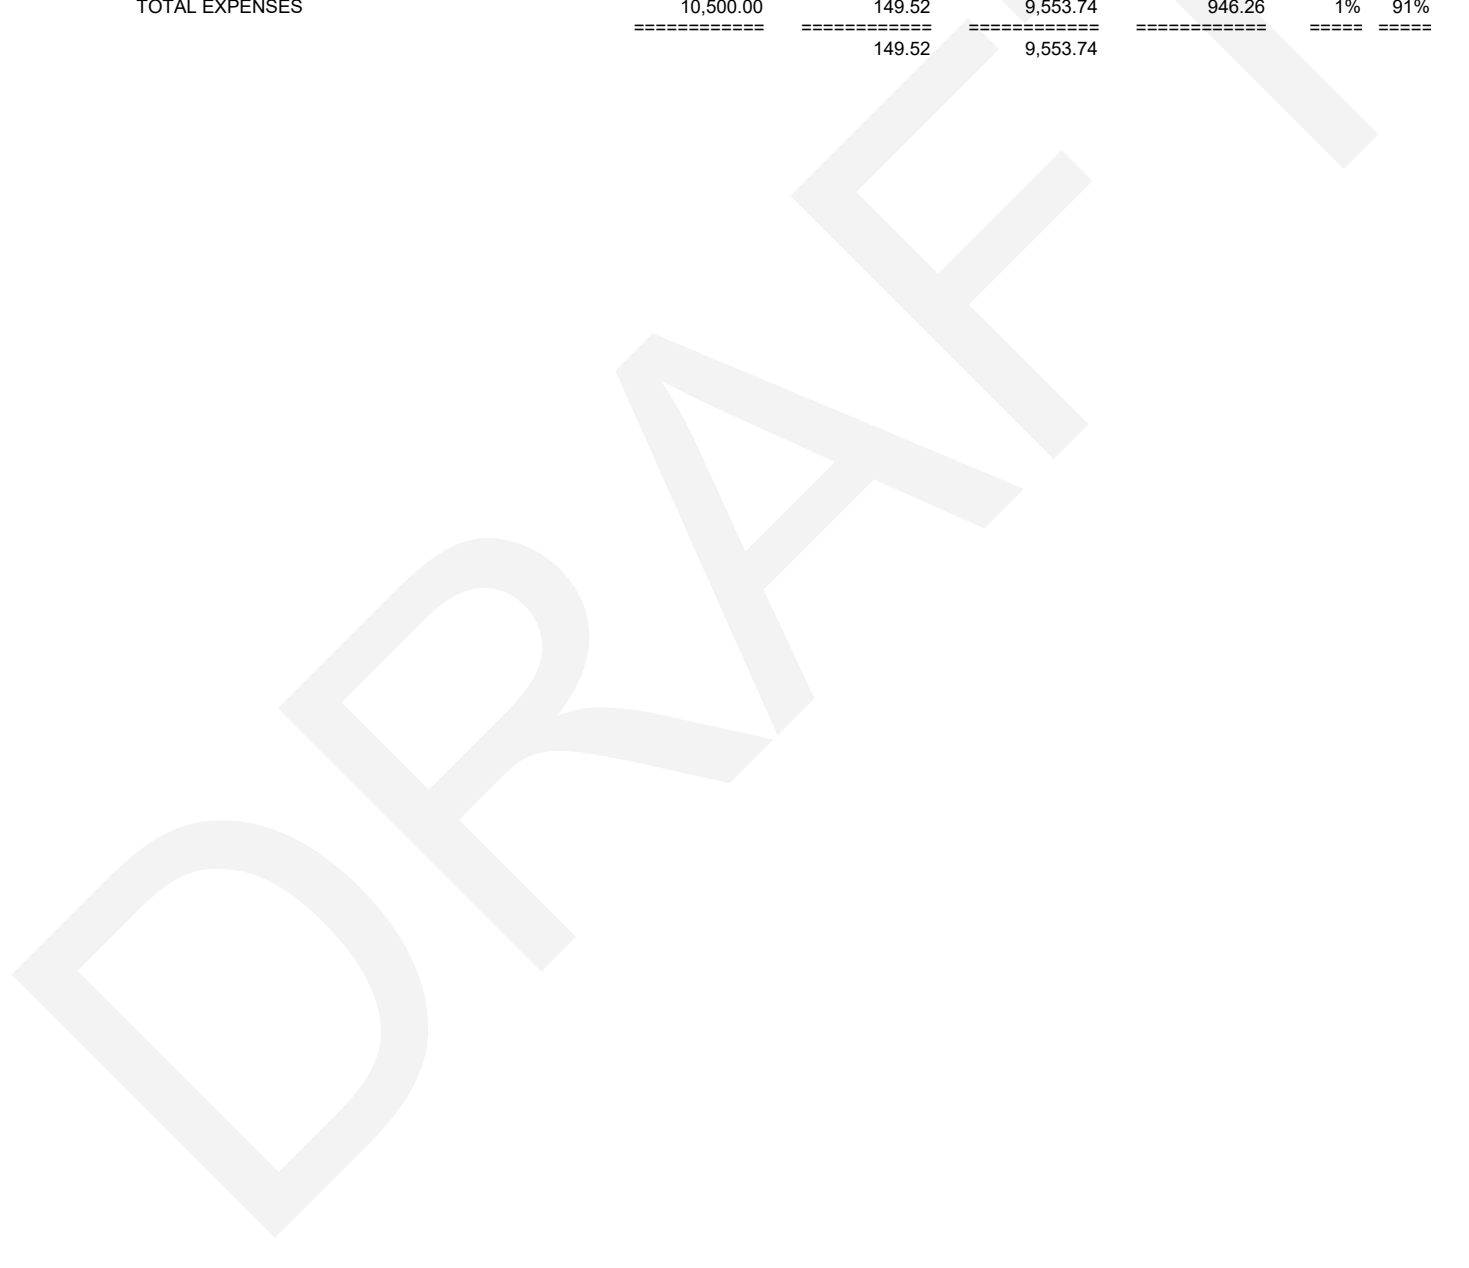 TOTAL EXPENSES 10,500.00 149.52 9,553.74 946.26 1% 91%
============ ============ ============ ============ ===== =====
149.52 9,553.74
DRAFT